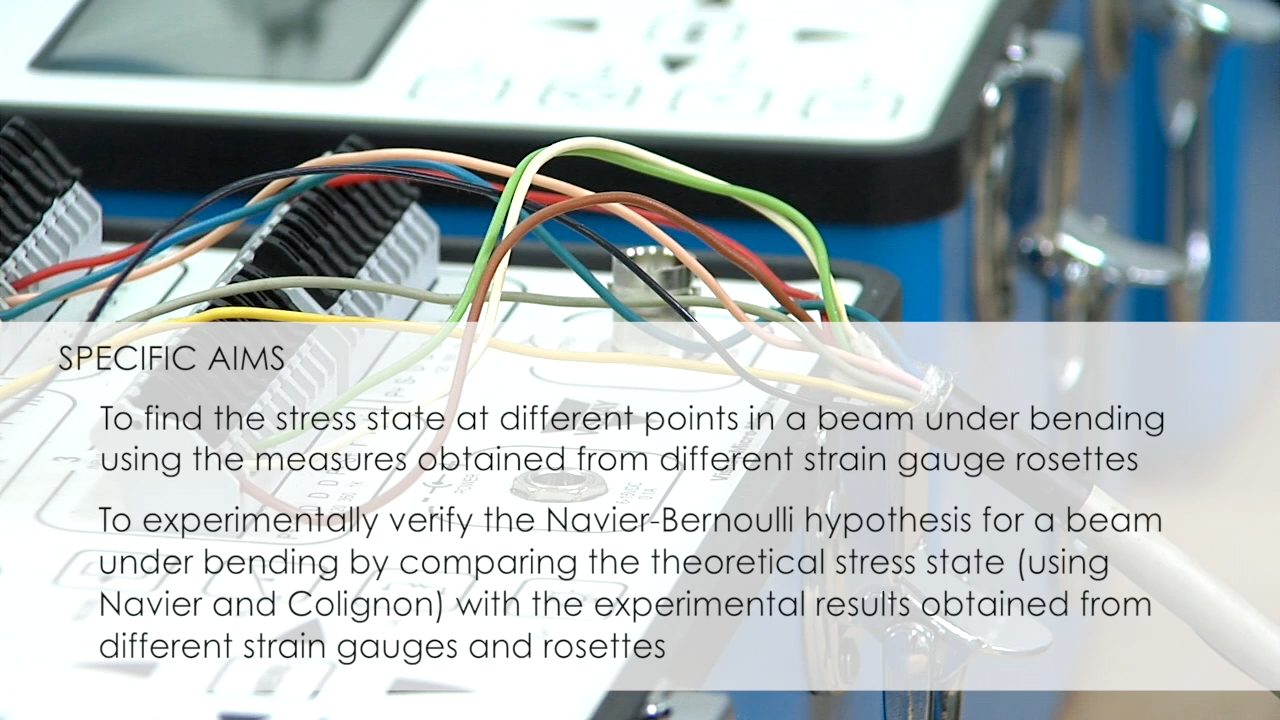 SPECIFIC AIMS
To find the stress state at different points in a beam under bending
using the measures obtained from different strain gauge rosettes
To experimentally verify the Navier-Bernoulli hypothesis for a beam
under bending by comparing the theoretical stress state (using
Navier and Colignon) with the experimental results obtained from
different strain gauges and rosettes